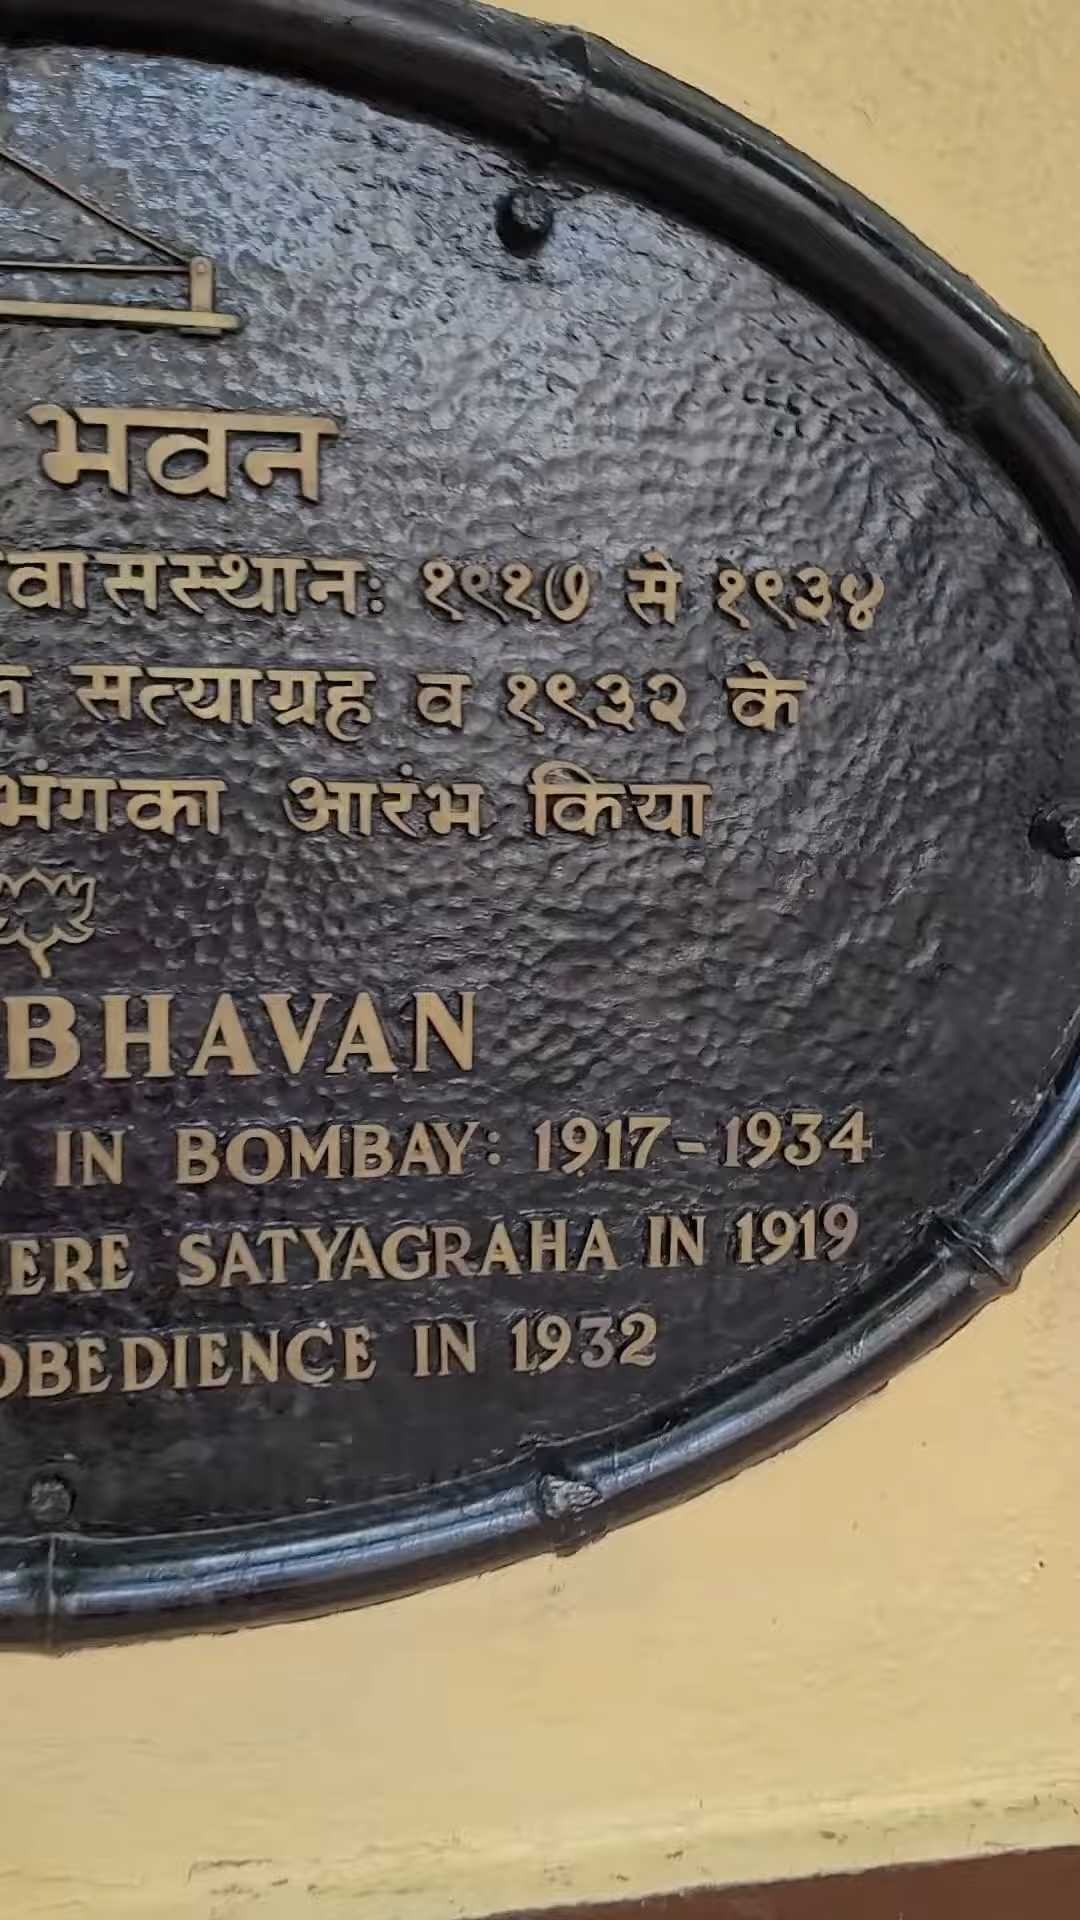 भवन
वासस्थान: १९१७ से १९३४
सत्याग्रह व १९३२ के
भंगका आरंभ किया
BHAVAN
IN BOMBAY: 1917-1934
ERE SATYAGRAHA IN 1919
OBEDIENCE IN 1932